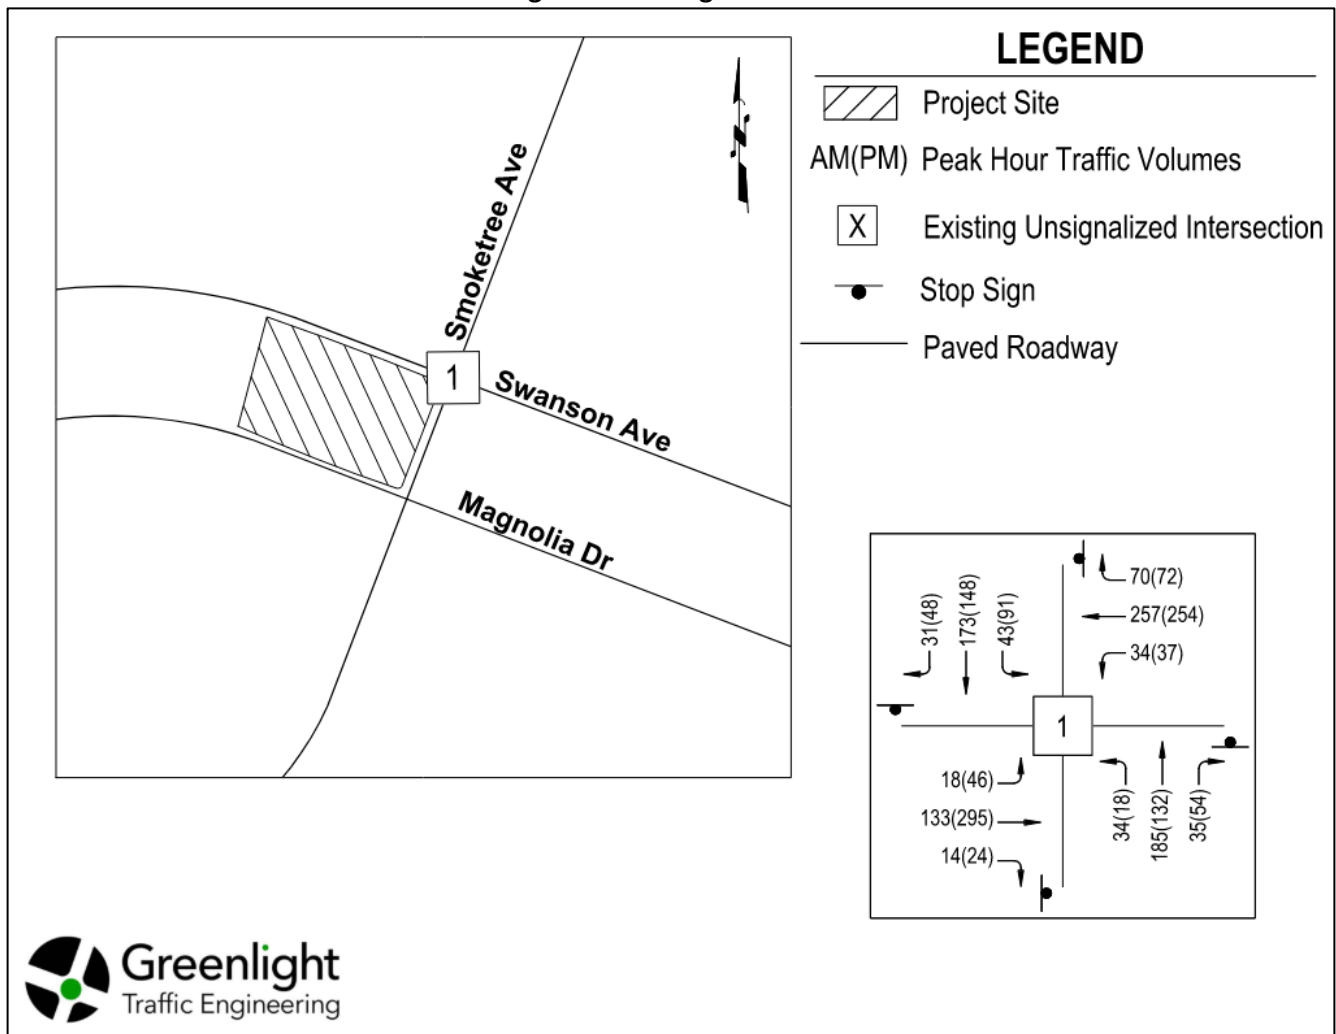 LEGEND
Project Site
AM(PM) Peak Hour Traffic Volumes
X Existing Unsignalized Intersection
Stop Sign
Paved Roadway
Smoketree Ave
1
Swanson Ave
Magnolia Dr
31(48)
173(148)
43(91)
70(72)
257(254)
34(37)
1
18(46)
133(295)
14(24)
34(18)
185(132)
35(54)
Greenlight
Traffic Engineering